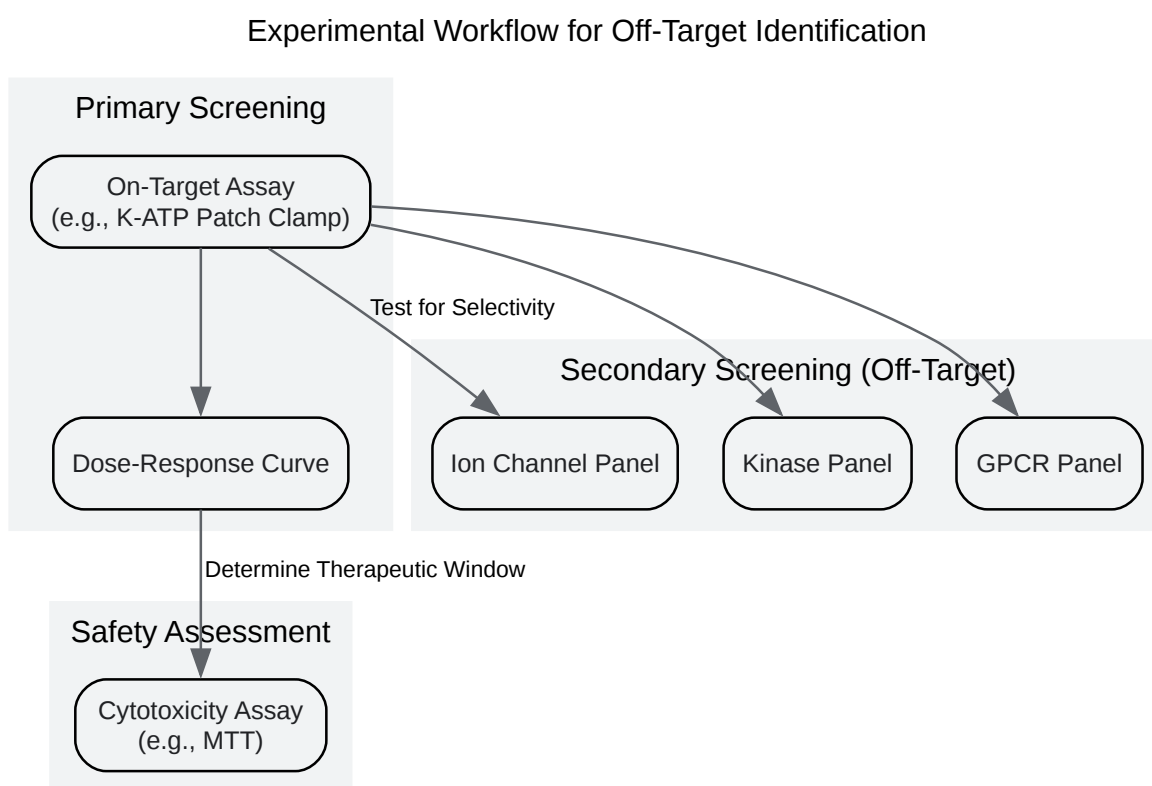 Experimental Workflow for Off-Target Identification
Primary Screening
On-Target Assay
(e.g., K-ATP Patch Clamp)
Test for Selectivity
Secondary Screening (Off-Target)
Dose-Response Curve
Ion Channel Panel
Kinase Panel
GPCR Panel
Determine Therapeutic Window
Safety Assessment
Cytotoxicity Assay
(e.g., MTT)